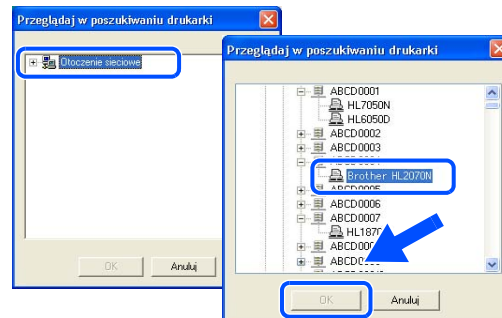 Przeglądaj w poszukiwaniu drukarki
Otoczenie sieciowe
OK
Anuluj
Przeglądaj w poszukiwaniu drukarki
ABCD0001
HL7050N
HL6050D
ABCD0002
ABCD0003
Brother HL2070N
ABCD0006
ABCD0007
HL1870
OK
Anuluj